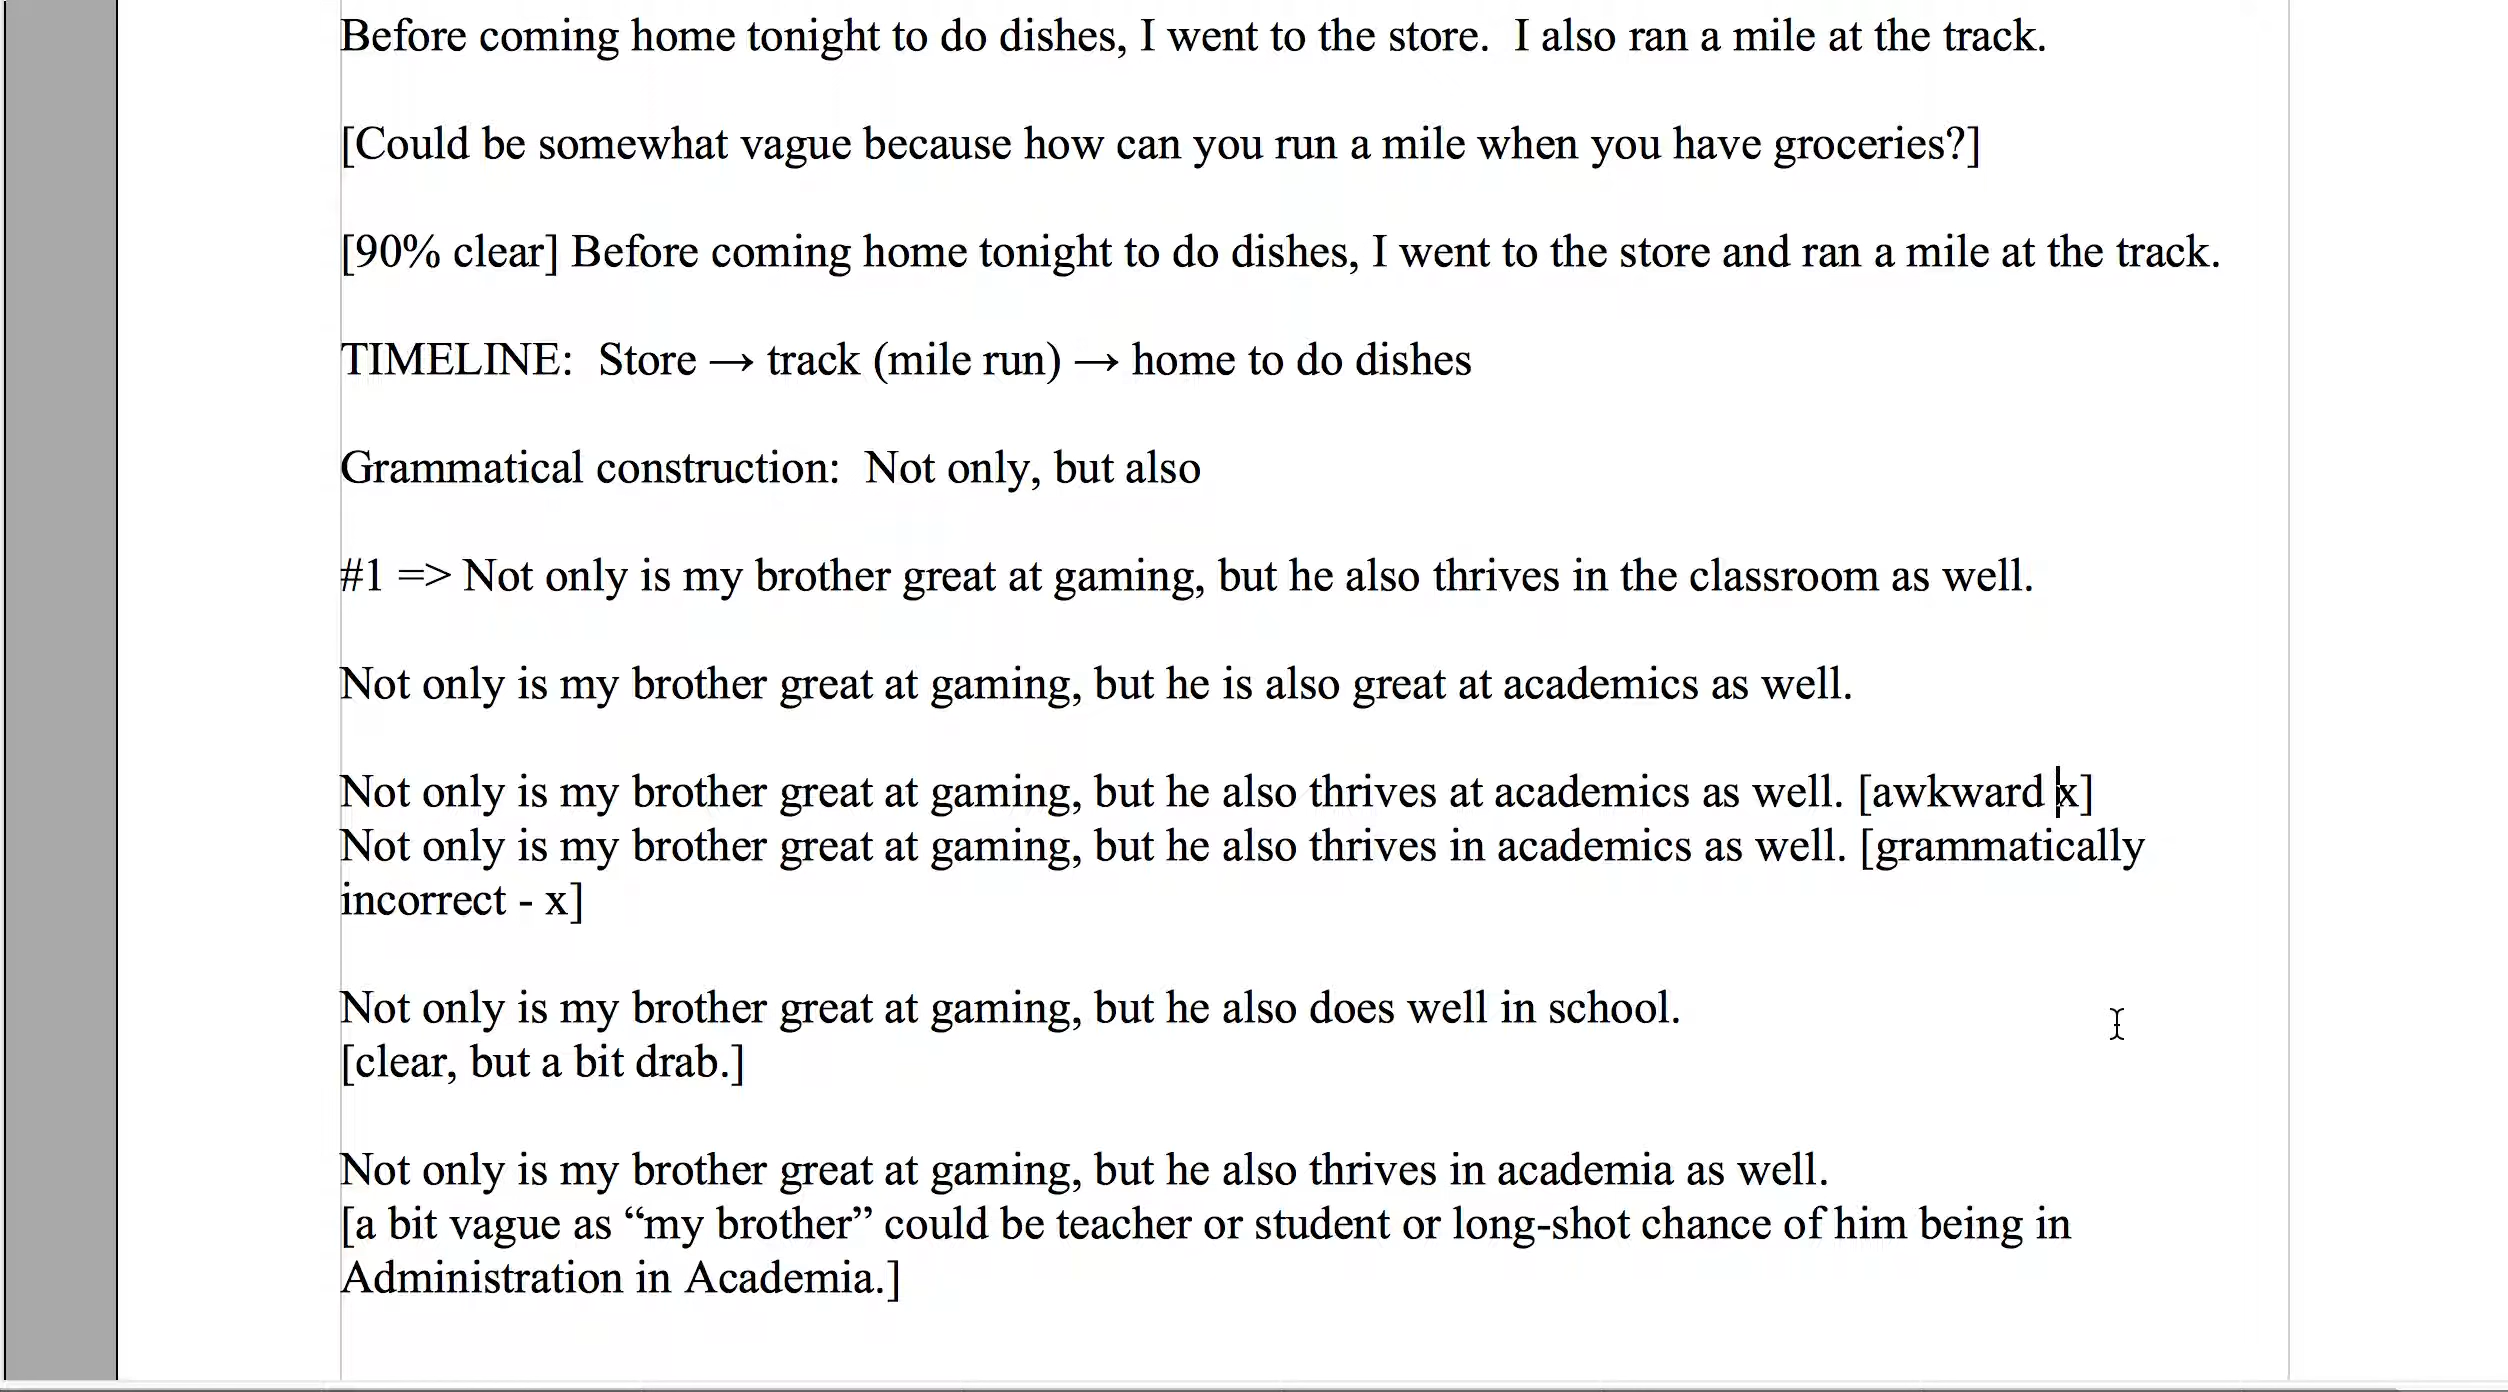 Before coming home tonight to do dishes, I went to the store.  I also ran a mile at the track.
[Could be somewhat vague because how can you run a mile when you have groceries?]
[90% clear] Before coming home tonight to do dishes, I went to the store and ran a mile at the track.
TIMELINE:  Store → track (mile run) → home to do dishes
Grammatical construction:  Not only, but also
#1 => Not only is my brother great at gaming, but he also thrives in the classroom as well.
Not only is my brother great at gaming, but he is also great at academics as well.
Not only is my brother great at gaming, but he also thrives at academics as well. [awkward x]
Not only is my brother great at gaming, but he also thrives in academics as well. [grammatically
incorrect - x]
Not only is my brother great at gaming, but he also does well in school.
[clear, but a bit drab.]
Not only is my brother great at gaming, but he also thrives in academia as well.
[a bit vague as “my brother” could be teacher or student or long-shot chance of him being in
Administration in Academia.]